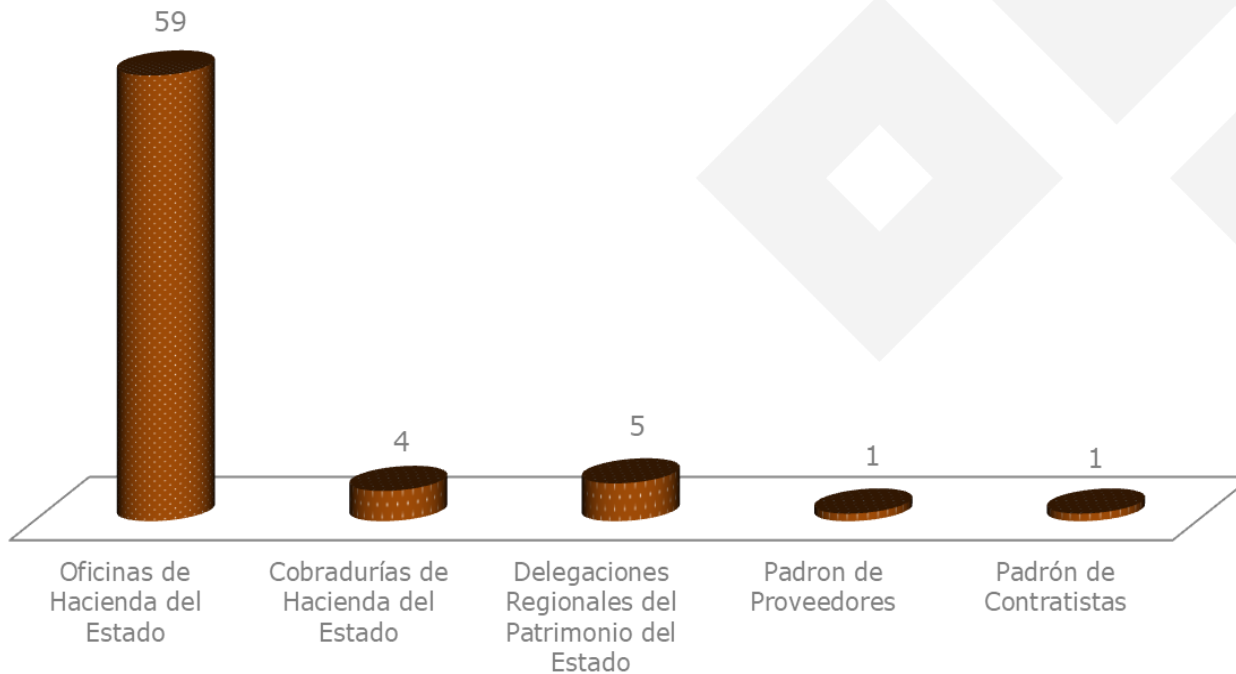 59
4
5
1
1
Oficinas de
Hacienda del
Estado
Cobradurías de
Hacienda del
Estado
Delegaciones
Regionales del
Patrimonio del
Estado
Padron de
Proveedores
Padrón de
Contratistas